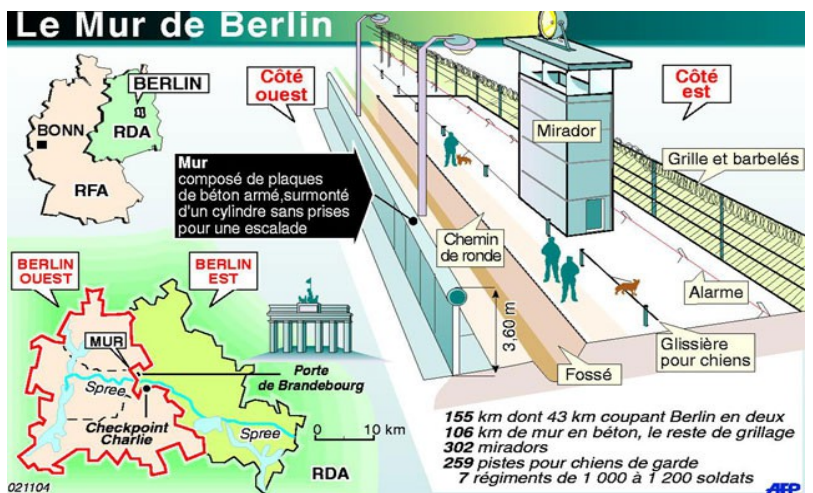 Le Mur de Berlin
BERLIN
BONN
RDA
RFA
Côté
ouest
Côté
est
Mirador
Mur
composé de plaques
de béton armé,surmonté
d'un cylindre sans prises
pour une escalade
Grille et barbelés
Chemin
de ronde
Alarme
Glissière
pour chiens
3,60 m
Fossé
BERLIN
OUEST
BERLIN
EST
MUR
Porte
de Brandebourg
Spree
Checkpoint
Charlie
Spree
0 10 km
RDA
155 km dont 43 km coupant Berlin en deux
106 km de mur en béton, le reste de grillage
302 miradors
259 pistes pour chiens de garde
7 régiments de 1 000 à 1 200 soldats
021104
AFP